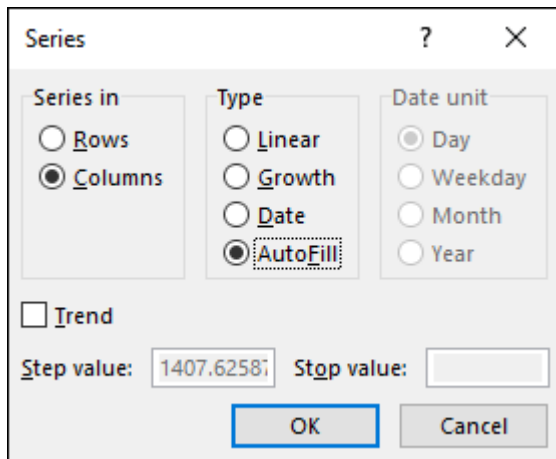 Series ?
Series in Type Date unit
Rows Linear Day
Columns Growth Weekday
Date Month
AutoFill Year
Trend
Step value: 1407.62587 Stop value:
OK Cancel